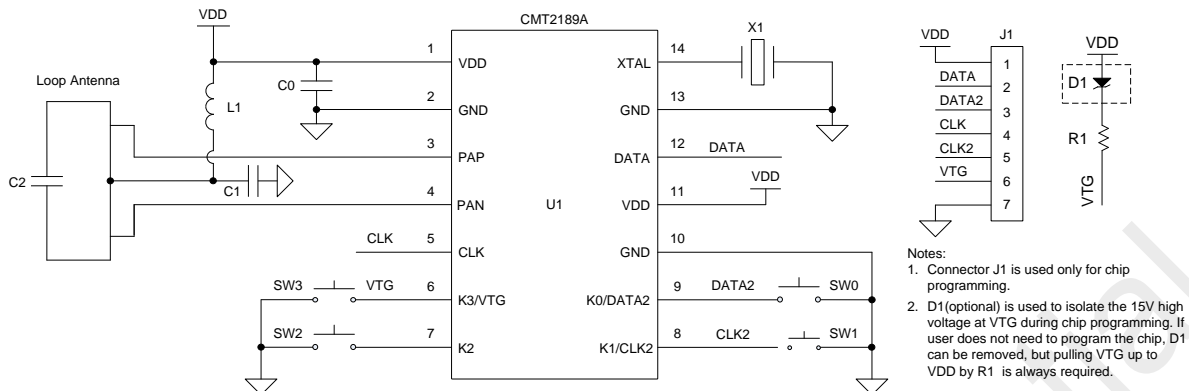 CMT2189A
VDD
Loop Antenna
L1
C0
C1
C2
1 VDD
2 GND
3 PAP
4 PAN
CLK 5 CLK
SW3 VTG 6 K3/VTG
SW2 7 K2
U1
X1
XTAL 14
GND 13
DATA 12 DATA
VDD 11
VDD
GND 10
K0/DATA2 9 DATA2 SW0
K1/CLK2 8 CLK2 SW1
VDD J1
1
DATA 2
DATA2 3
CLK 4
CLK2 5
VTG 6
7
VDD
D1
R1
VTG
Notes:
1. Connector J1 is used only for chip
programming.
2. D1(optional) is used to isolate the 15V high
voltage at VTG during chip programming. If
user does not need to program the chip, D1
can be removed, but pulling VTG up to
VDD by R1 is always required.